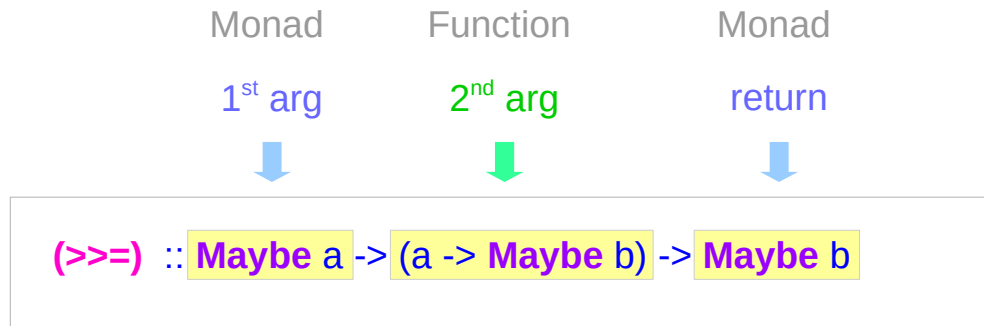 Monad Function Monad
1st arg 2nd arg return
(>>=) :: Maybe a -> (a -> Maybe b) -> Maybe b